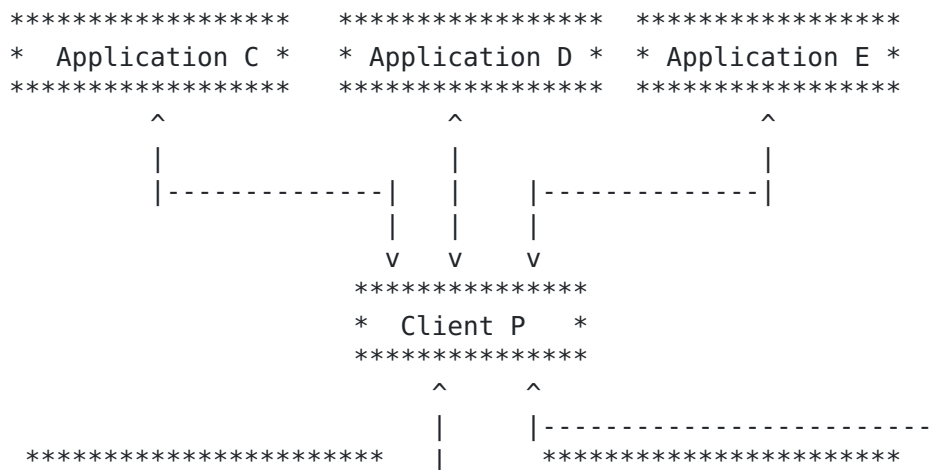 ******************   *****************  *****************
*  Application C *   * Application D *  * Application E *
******************   *****************  *****************
         ^                  ^                   ^
         |                  |                   |
         |--------------|   |    |--------------|
                        |   |    |
                        v   v    v
                      ***************
                      *  Client P   *
                      ***************
                           ^     ^
                           |     |-------------------------
 ***********************   |      ***********************